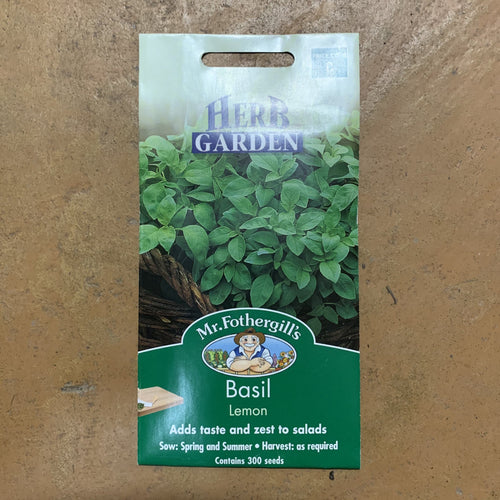 HERB
GARDEN
Mr. Fothergill's
Basil
Lemon
Adds taste and zest to salads
Sow: Spring and Summer • Harvest: as required
Contains 300 seeds